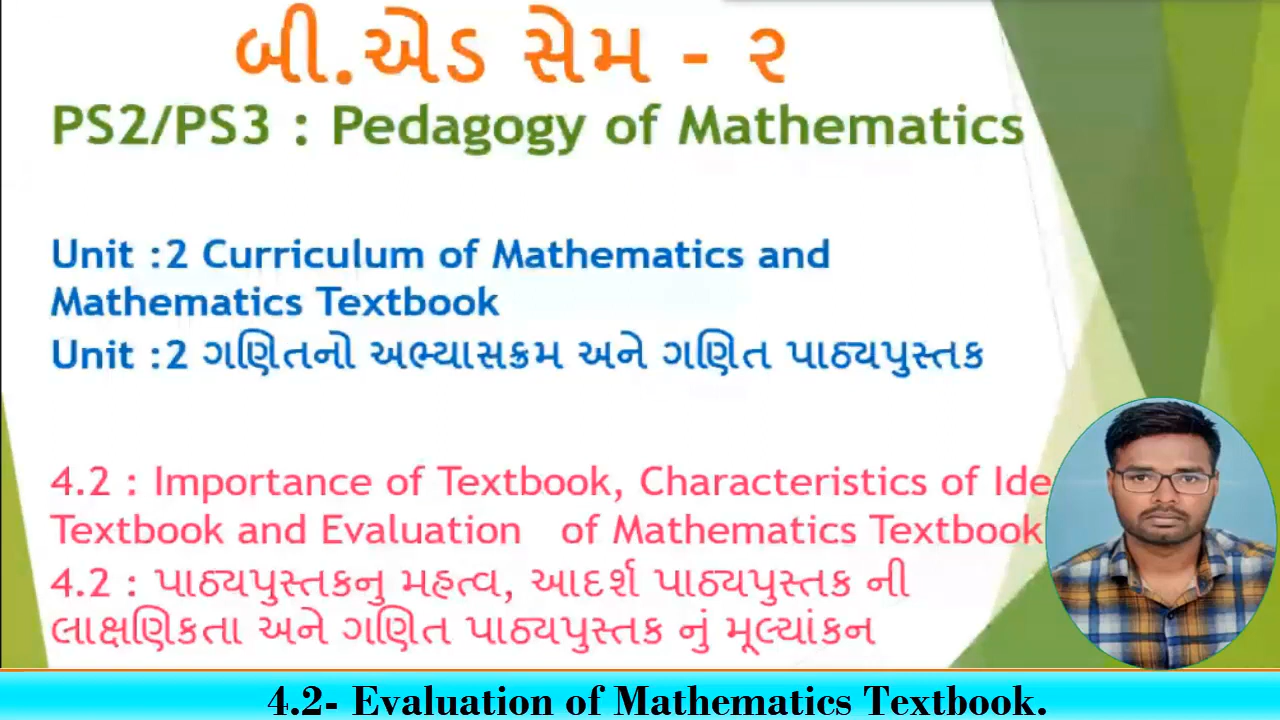 બી.એડ સેમ - ૨
PS2/PS3 : Pedagogy of Mathematics
Unit :2 Curriculum of Mathematics and
Mathematics Textbook
Unit :2 ગણિતનો અભ્યાસક્રમ અને ગણિત પાઠ્યપુસ્તક
4.2 : Importance of Textbook, Characteristics of Ide
Textbook and Evaluation of Mathematics Textbook
4.2 : પાઠ્યપુસ્તકનુ મહત્વ, આદર્શ પાઠ્યપુસ્તક ની
લાક્ષણિકતા અને ગણિત પાઠ્યપુસ્તક નું મૂલ્યાંકન
4.2- Evaluation of Mathematics Textbook.